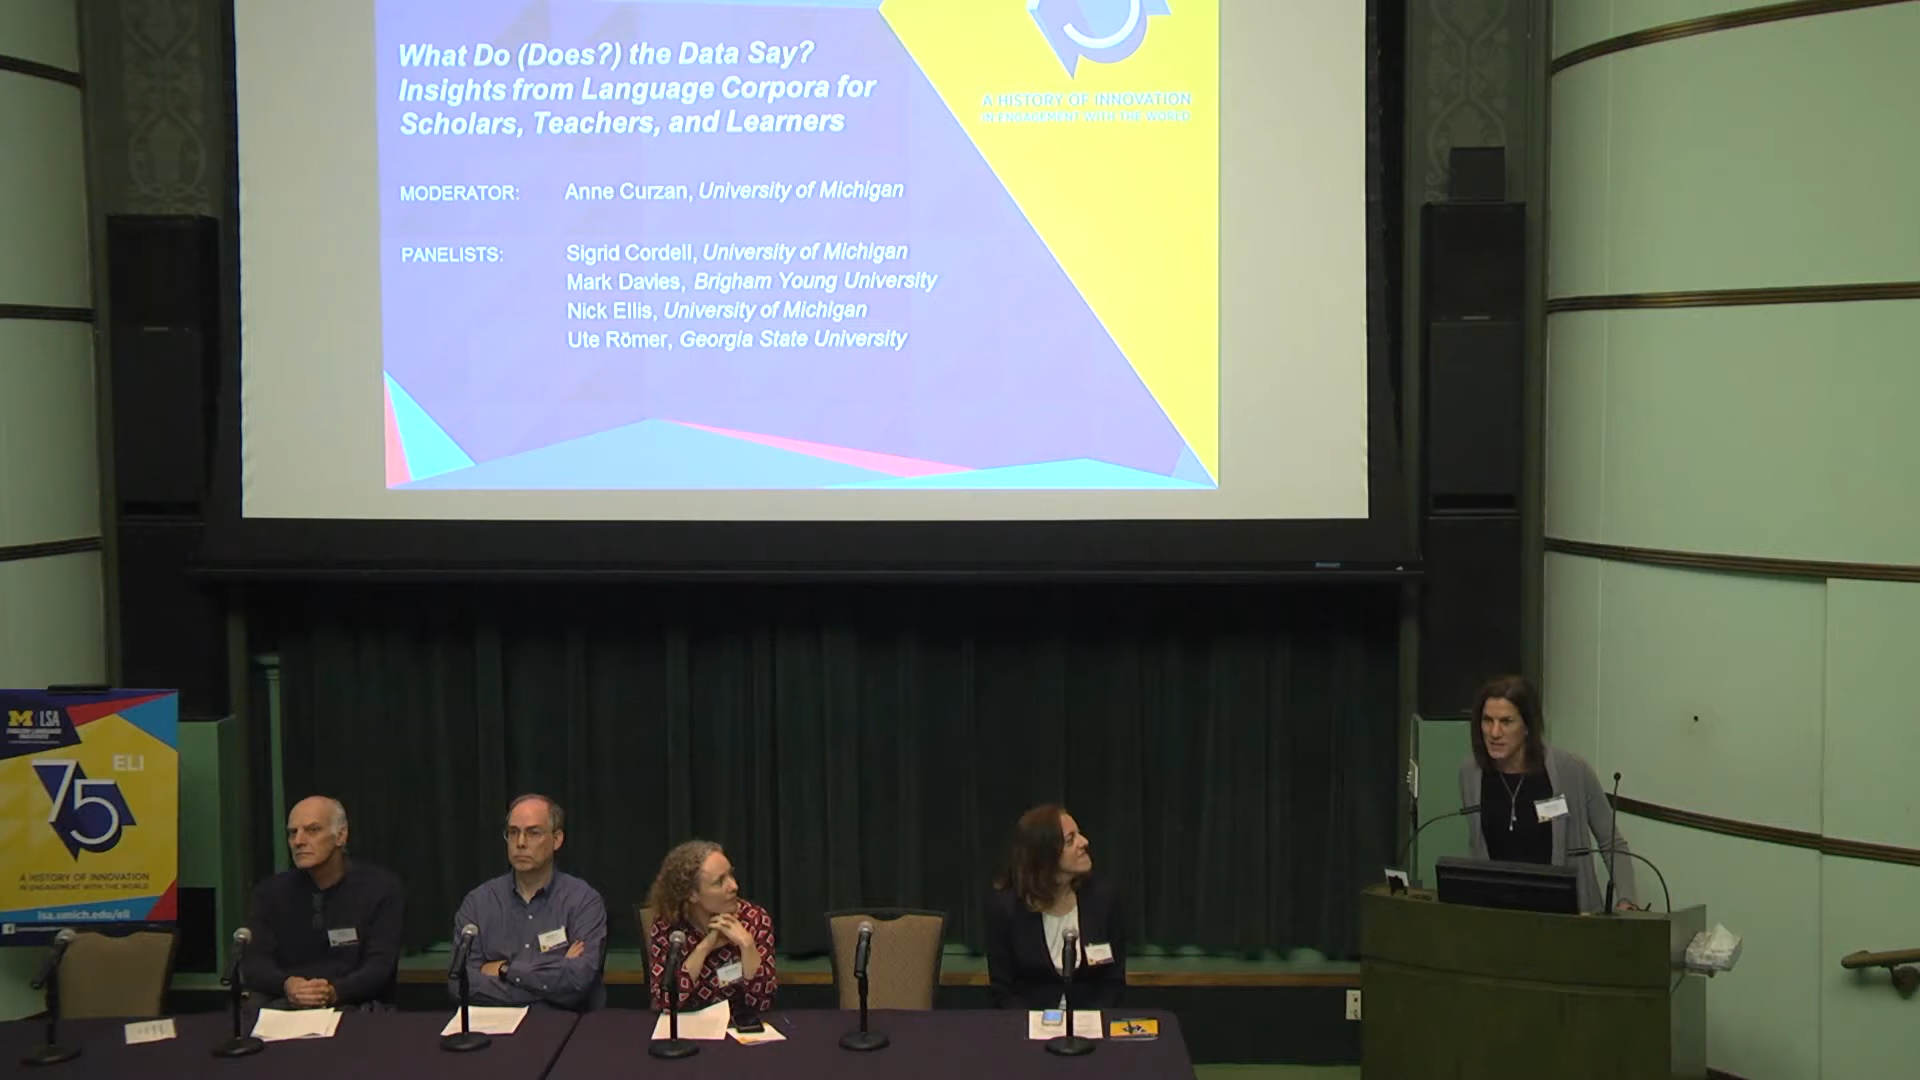 What Do (Does?) the Data Say?
Insights from Language Corpora for
Scholars, Teachers, and Learners
A HISTORY OF INNOVATION
IN ENGAGEMENT WITH THE WORLD
MODERATOR: Anne Curzan, University of Michigan
PANELISTS: Sigrid Cordell, University of Michigan
Mark Davies, Brigham Young University
Nick Ellis, University of Michigan
Ute Römer, Georgia State University
M LSA
ENGLISH LANGUAGE
INSTITUTE
ELI
75
A HISTORY OF INNOVATION
IN ENGAGEMENT WITH THE WORLD
lsa.umich.edu/eli